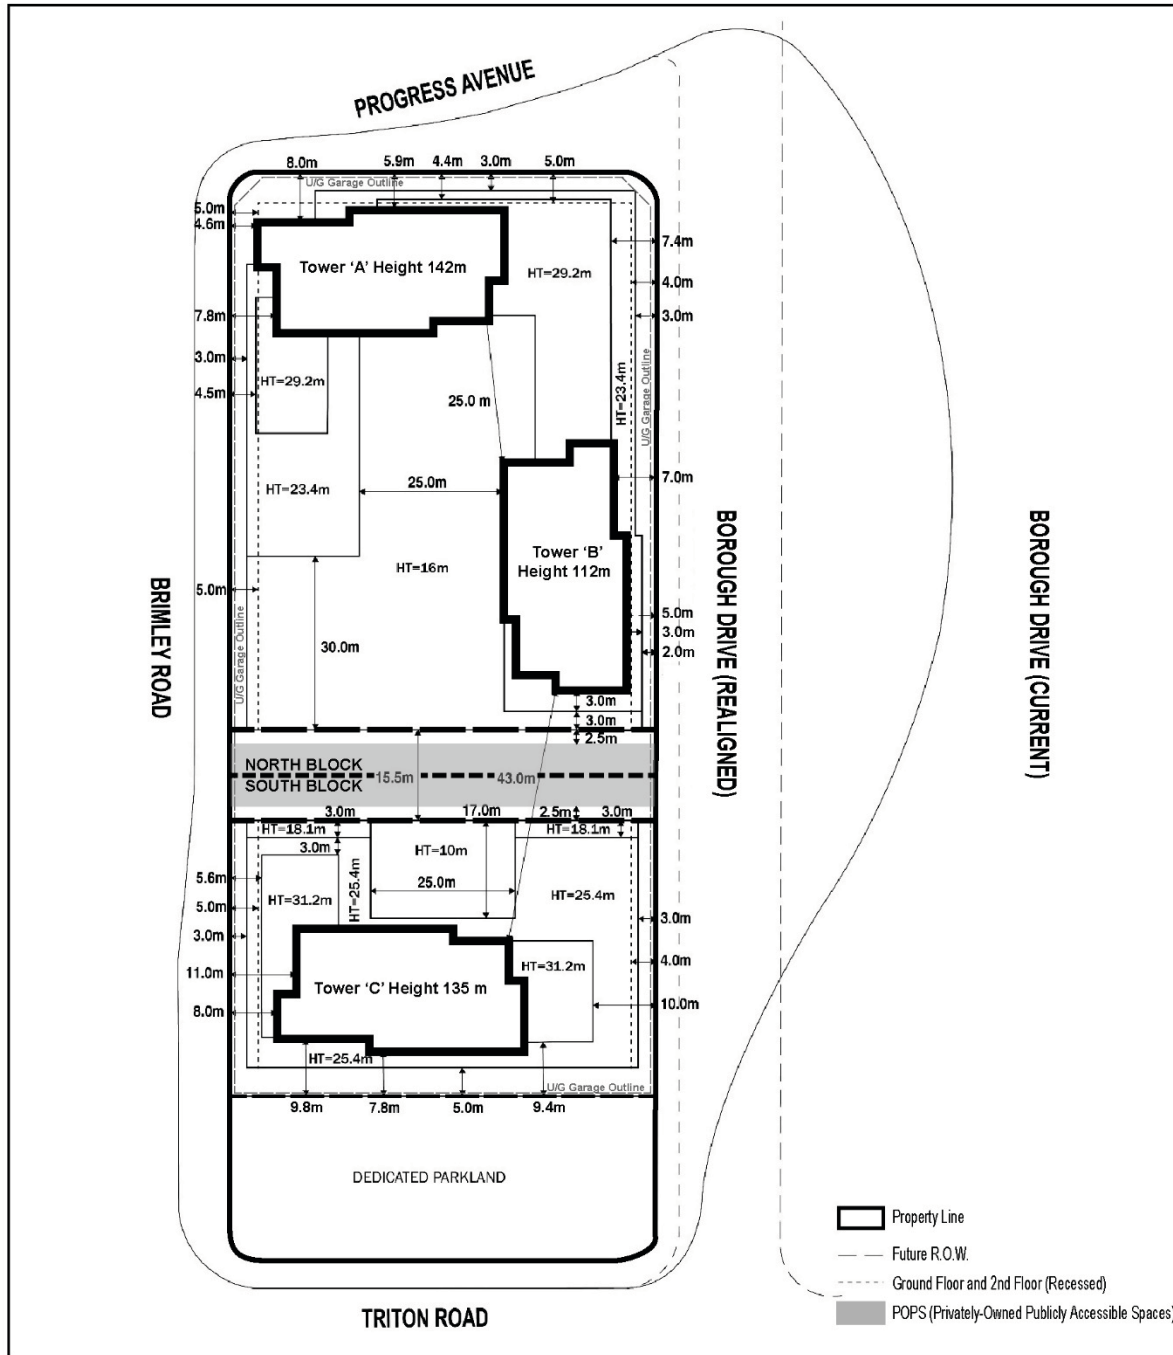 PROGRESS AVENUE
8.0m
5.9m
4.4m
3.0m
5.0m
U/G Garage Outline
5.0m
4.6m
Tower 'A' Height 142m
HT=29.2m
7.4m
4.0m
3.0m
7.8m
3.0m
4.5m
HT=29.2m
25.0 m
HT=23.4m
U/G Garage Outline
HT=23.4m
25.0m
7.0m
Tower 'B'
Height 112m
HT=16m
5.0m
30.0m
U/G Garage Outline
5.0m
3.0m
2.0m
3.0m
3.0m
2.5m
BRIMLEY ROAD
BOROUGH DRIVE (REALIGNED)
BOROUGH DRIVE (CURRENT)
NORTH BLOCK
SOUTH BLOCK
15.5m
43.0m
3.0m
17.0m
2.5m
3.0m
HT=18.1m
HT=18.1m
3.0m
HT=10m
25.0m
5.6m
5.0m
3.0m
11.0m
8.0m
HT=31.2m
HT=25.4m
HT=25.4m
3.0m
4.0m
10.0m
HT=31.2m
Tower 'C' Height 135 m
HT=25.4m
U/G Garage Outline
9.8m
7.8m
5.0m
9.4m
DEDICATED PARKLAND
TRITON ROAD
Property Line
Future R.O.W.
Ground Floor and 2nd Floor (Recessed)
POPS (Privately-Owned Publicly Accessible Spaces)